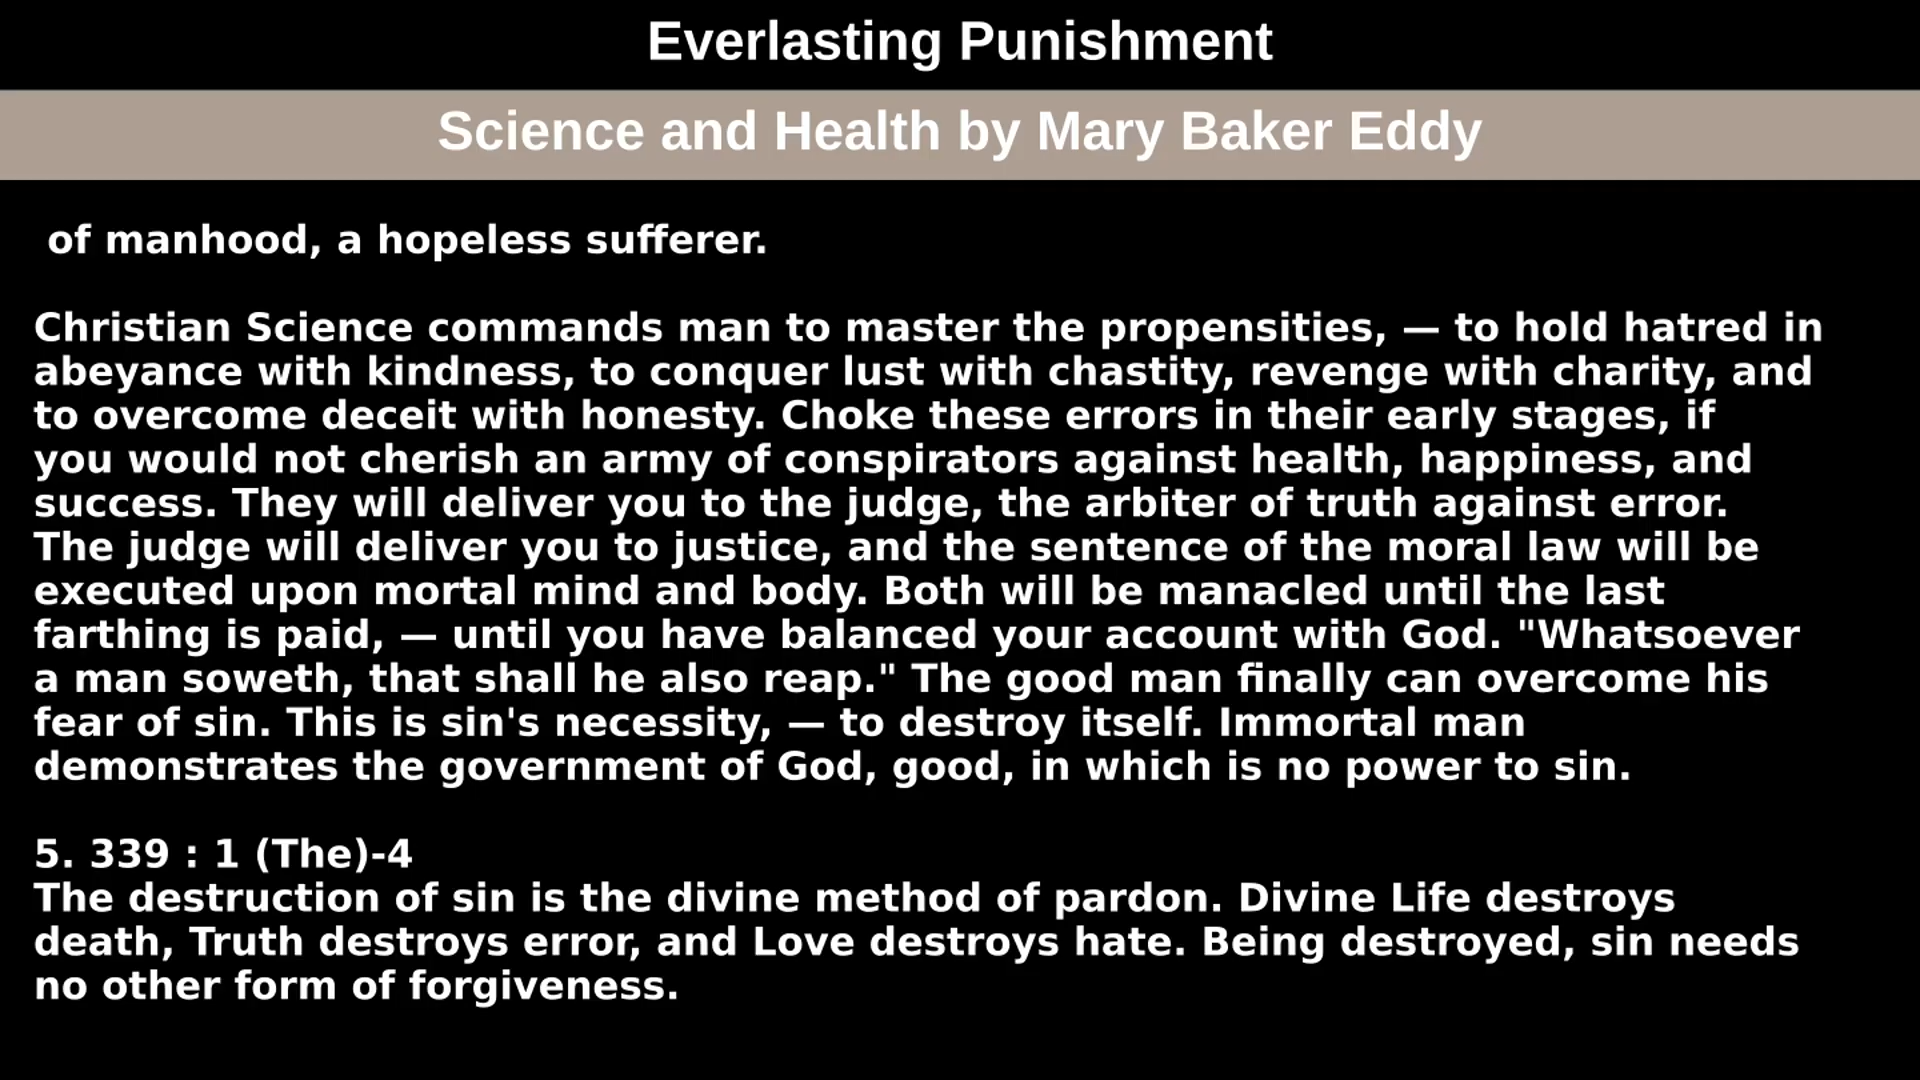 Everlasting Punishment
Science and Health by Mary Baker Eddy
of manhood, a hopeless sufferer.
Christian Science commands man to master the propensities, — to hold hatred in
abeyance with kindness, to conquer lust with chastity, revenge with charity, and
to overcome deceit with honesty. Choke these errors in their early stages, if
you would not cherish an army of conspirators against health, happiness, and
success. They will deliver you to the judge, the arbiter of truth against error.
The judge will deliver you to justice, and the sentence of the moral law will be
executed upon mortal mind and body. Both will be manacled until the last
farthing is paid, — until you have balanced your account with God. "Whatsoever
a man soweth, that shall he also reap." The good man finally can overcome his
fear of sin. This is sin's necessity, — to destroy itself. Immortal man
demonstrates the government of God, good, in which is no power to sin.
5. 339 : 1 (The)-4
The destruction of sin is the divine method of pardon. Divine Life destroys
death, Truth destroys error, and Love destroys hate. Being destroyed, sin needs
no other form of forgiveness.